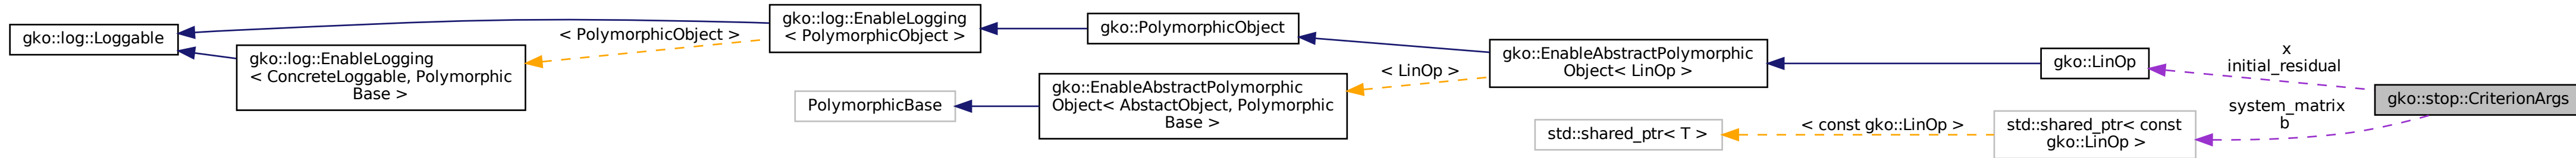 gko::log::Loggable
gko::log::EnableLogging
< ConcreteLoggable, Polymorphic
Base >
< PolymorphicObject >
gko::log::EnableLogging
< PolymorphicObject >
PolymorphicBase
gko::PolymorphicObject
gko::EnableAbstractPolymorphic
Object< AbstactObject, Polymorphic
Base >
< LinOp >
gko::EnableAbstractPolymorphic
Object< LinOp >
std::shared_ptr< T >
< const gko::LinOp >
gko::LinOp
std::shared_ptr< const
gko::LinOp >
x
initial_residual
system_matrix
b
gko::stop::CriterionArgs